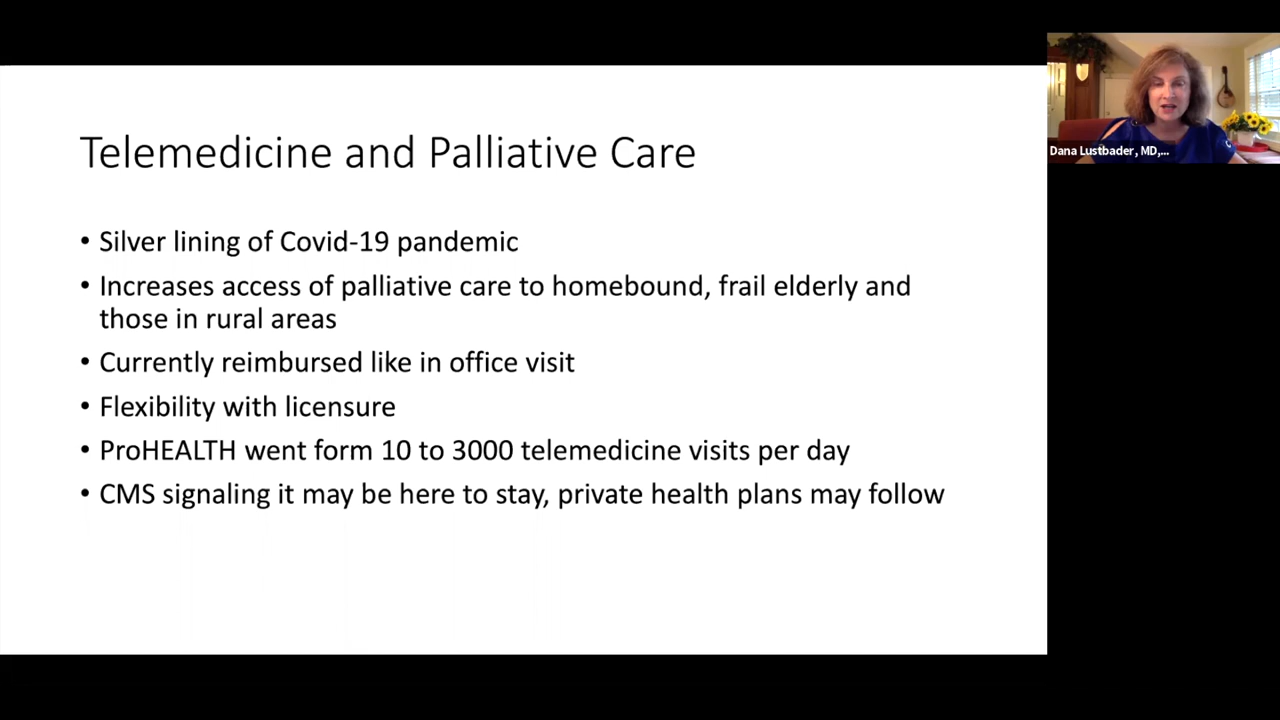 Telemedicine and Palliative Care
• Silver lining of Covid-19 pandemic
• Increases access of palliative care to homebound, frail elderly and
those in rural areas
• Currently reimbursed like in office visit
• Flexibility with licensure
• ProHEALTH went form 10 to 3000 telemedicine visits per day
• CMS signaling it may be here to stay, private health plans may follow
Dana Lustbader, MD,...